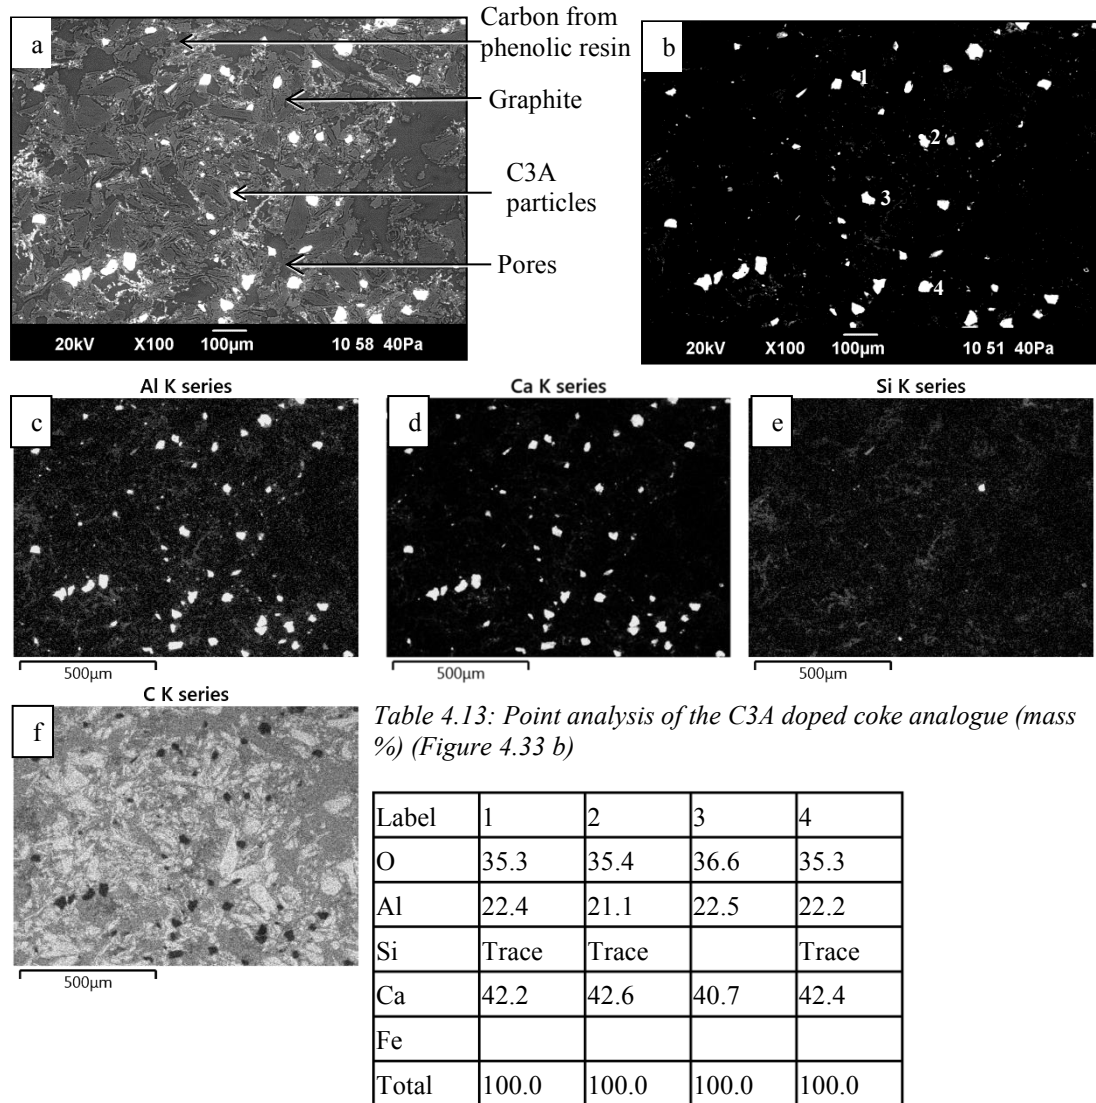 a
Carbon from
phenolic resin
Graphite
C3A
particles
Pores
20kV X100 100µm 10 58 40Pa
b
1
2
3
4
20kV X100 100µm 10 51 40Pa
Al K series
c
500µm
Ca K series
d
500µm
Si K series
e
500µm
C K series
f
500µm
Table 4.13: Point analysis of the C3A doped coke analogue (mass
%) (Figure 4.33 b)
Label 1 2 3 4
O 35.3 35.4 36.6 35.3
Al 22.4 21.1 22.5 22.2
Si Trace Trace Trace
Ca 42.2 42.6 40.7 42.4
Fe
Total 100.0 100.0 100.0 100.0